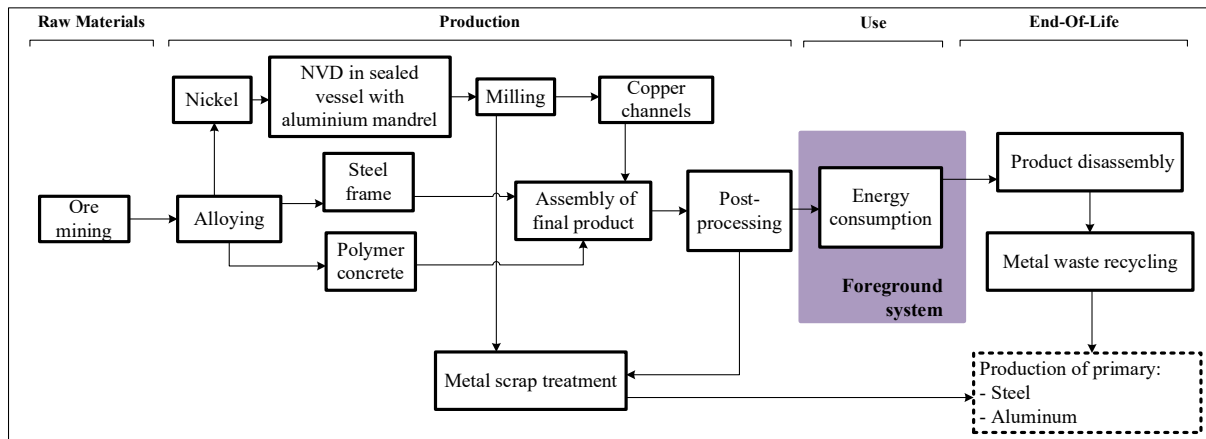 Raw Materials
Production
Use
End-Of-Life
Nickel
NVD in sealed
vessel with
aluminium mandrel
Milling
Copper
channels
Ore
mining
Alloying
Steel
frame
Polymer
concrete
Assembly of
final product
Post-
processing
Energy
consumption
Foreground
system
Product disassembly
Metal waste recycling
Metal scrap treatment
Production of primary:
- Steel
- Aluminum